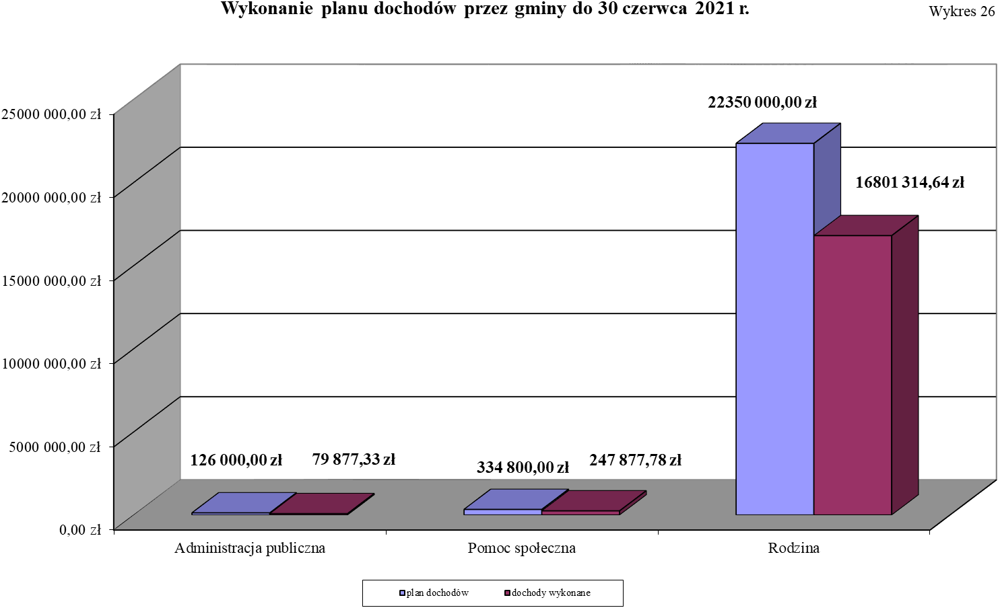 Wykonanie planu dochodów przez gminy do 30 czerwca 2021 r.
Wykres 26
25000 000,00 zł
20000 000,00 zł
15000 000,00 zł
10000 000,00 zł
5000 000,00 zł
0,00 zł
22350 000,00 zł
16801 314,64 zł
126 000,00 zł
79 877,33 zł
334 800,00 zł
247 877,78 zł
Administracja publiczna
Pomoc społeczna
Rodzina
plan dochodów
dochody wykonane